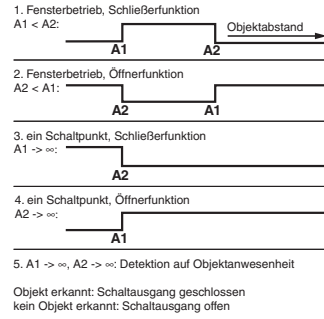 1. Fensterbetrieb, Schließerfunktion
A1 < A2:
Objektabstand
A1 A2
2. Fensterbetrieb, Öffnerfunktion
A2 < A1:
A2 A1
3. ein Schaltpunkt, Schließerfunktion
A1 -> ∞:
A2
4. ein Schaltpunkt, Öffnerfunktion
A2 -> ∞:
A1
5. A1 -> ∞, A2 -> ∞: Detektion auf Objektanwesenheit
Objekt erkannt: Schaltausgang geschlossen
kein Objekt erkannt: Schaltausgang offen